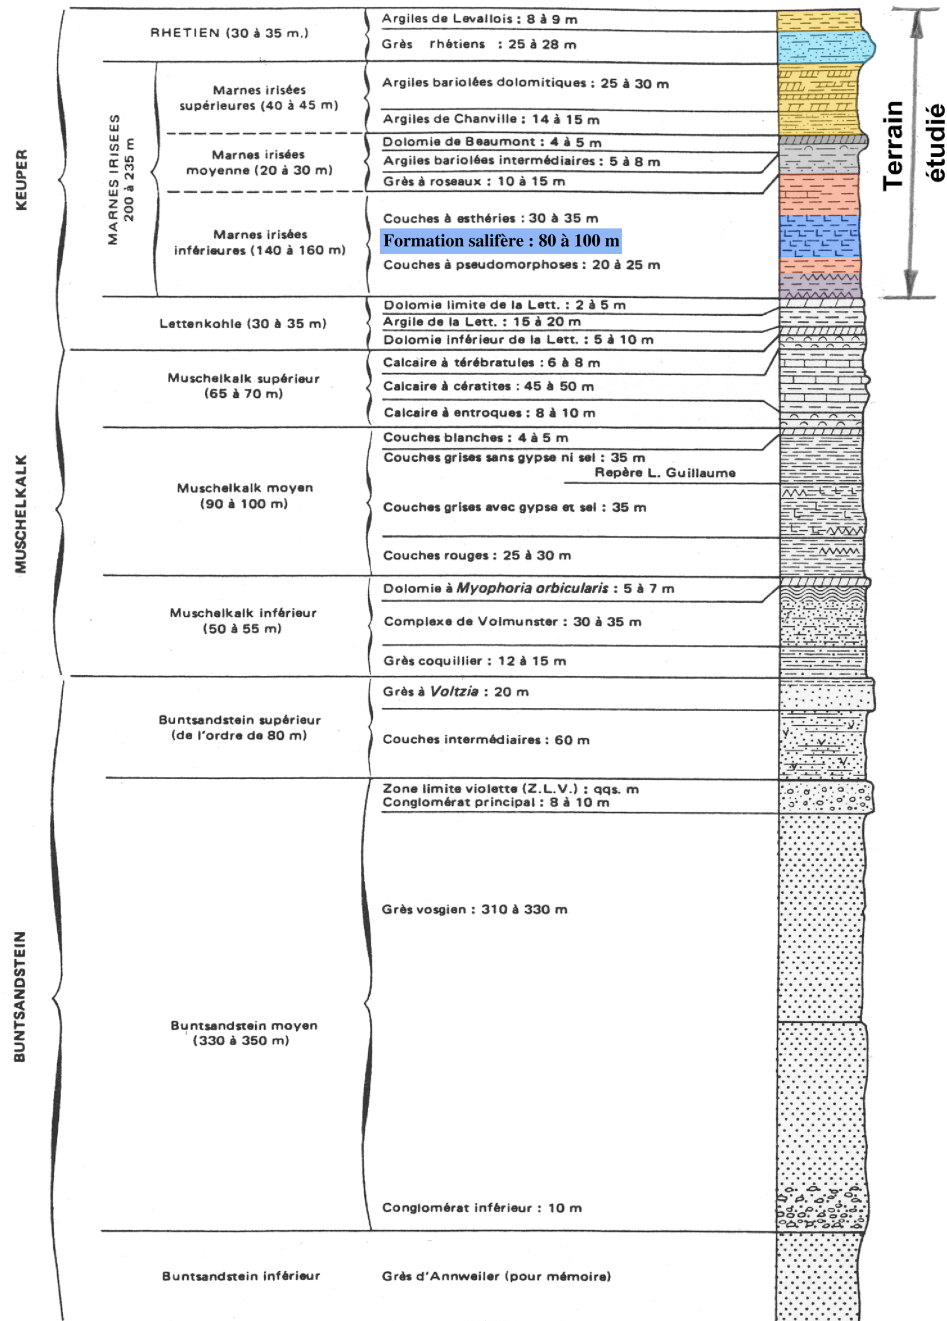 KEUPER
RHETIEN (30 à 35 m.)
Argiles de Levallois : 8 à 9 m
Grès rhétiens : 25 à 28 m
MARNES IRISEES
200 à 235 m
Marnes irisées
supérieures (40 à 45 m)
Argiles bariolées dolomitiques : 25 à 30 m
Argiles de Chanville : 14 à 15 m
Marnes irisées
moyenne (20 à 30 m)
Dolomie de Beaumont : 4 à 5 m
Argiles bariolées intermédiaires : 5 à 8 m
Grès à roseaux : 10 à 15 m
Marnes irisées
inférieures (140 à 160 m)
Couches à esthéries : 30 à 35 m
Formation salifère : 80 à 100 m
Couches à pseudomorphoses : 20 à 25 m
Terrain
étudié
Lettenkohle (30 à 35 m)
Dolomie limite de la Lett. : 2 à 5 m
Argile de la Lett. : 15 à 20 m
Dolomie inférieur de la Lett. : 5 à 10 m
MUSCHELKALK
Muschelkalk supérieur
(65 à 70 m)
Calcaire à térébratules : 6 à 8 m
Calcaire à cératites : 45 à 50 m
Calcaire à entroques : 8 à 10 m
Muschelkalk moyen
(90 à 100 m)
Couches blanches : 4 à 5 m
Couches grises sans gypse ni sel : 35 m
Repère L. Guillaume
Couches grises avec gypse et sel : 35 m
Couches rouges : 25 à 30 m
Muschelkalk inférieur
(50 à 55 m)
Dolomie à Myophoria orbicularis : 5 à 7 m
Complexe de Volmunster : 30 à 35 m
Grès coquillier : 12 à 15 m
BUNTSANDSTEIN
Buntsandstein supérieur
(de l'ordre de 80 m)
Grès à Voltzia : 20 m
Couches intermédiaires : 60 m
Buntsandstein moyen
(330 à 350 m)
Zone limite violette (Z.L.V.) : qqs. m
Conglomérat principal : 8 à 10 m
Grès vosgien : 310 à 330 m
Conglomérat inférieur : 10 m
Buntsandstein inférieur
Grès d'Annweiler (pour mémoire)